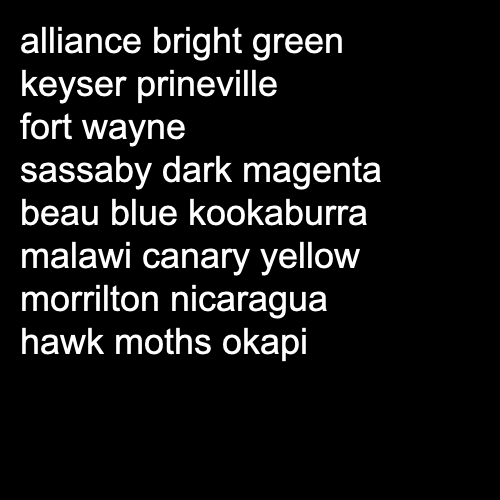 alliance bright green
keyser prineville
fort wayne
sassaby dark magenta
beau blue kookaburra
malawi canary yellow
morrilton nicaragua
hawk moths okapi